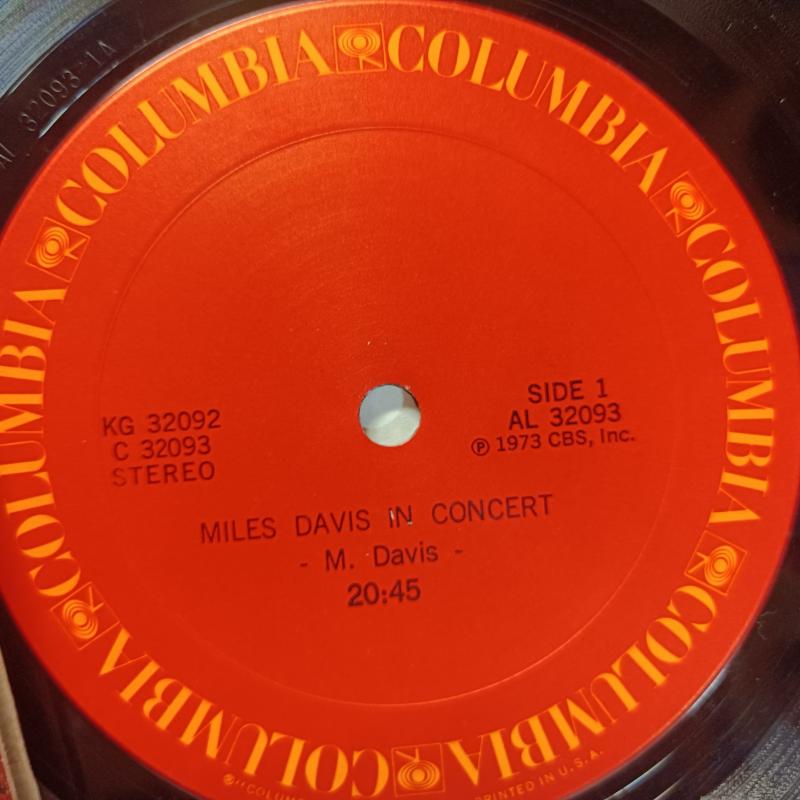 AL 32093-1A
COLUMBIA COLUMBIA COLUMBIA COLUMBIA COLUMBIA COLUMBIA COLUMBIA
KG 32092
C 32093
STEREO
SIDE 1
AL 32093
Ⓟ 1973 CBS, Inc.
MILES DAVIS IN CONCERT
- M. Davis -
20:45
PRINTED IN U.S.A.